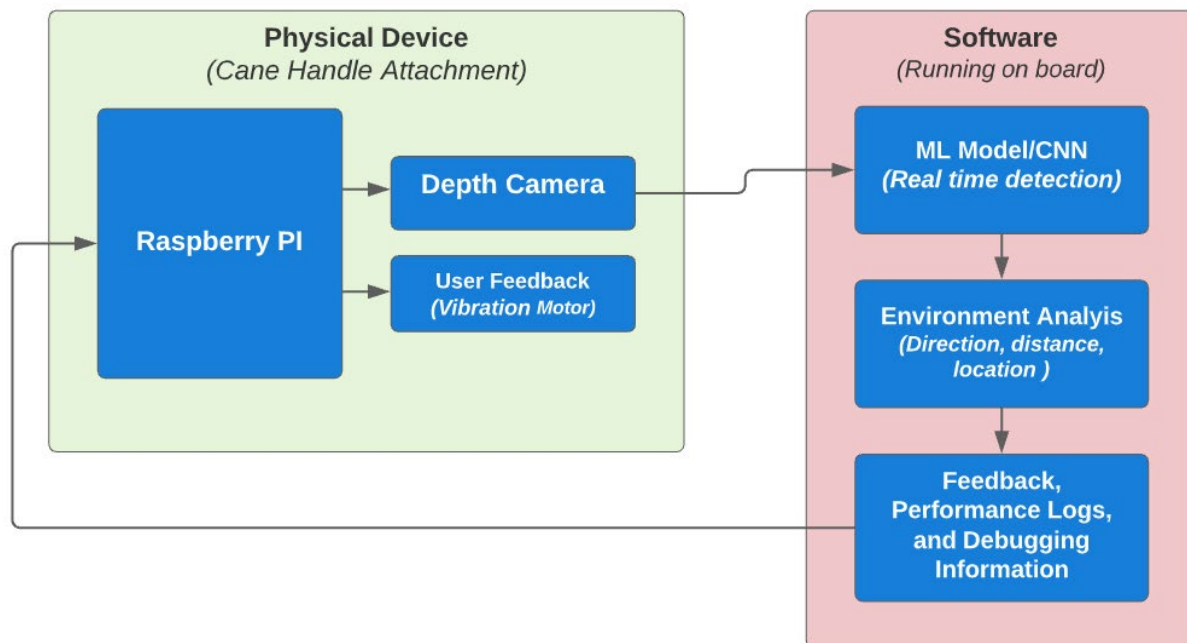 Physical Device
(Cane Handle Attachment)
Raspberry PI
Depth Camera
User Feedback
(Vibration Motor)
Software
(Running on board)
ML Model/CNN
(Real time detection)
Environment Analyis
(Direction, distance,
location )
Feedback,
Performance Logs,
and Debugging
Information